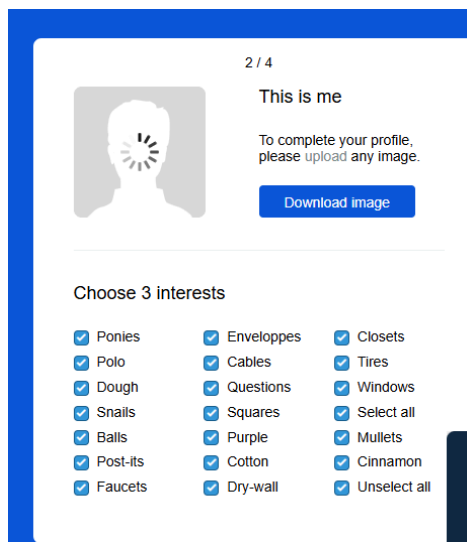 2 / 4
This is me
To complete your profile,
please upload any image.
Download image
Choose 3 interests
Ponies
Enveloppes
Closets
Polo
Cables
Tires
Dough
Questions
Windows
Snails
Squares
Select all
Balls
Purple
Mullets
Post-its
Cotton
Cinnamon
Faucets
Dry-wall
Unselect all